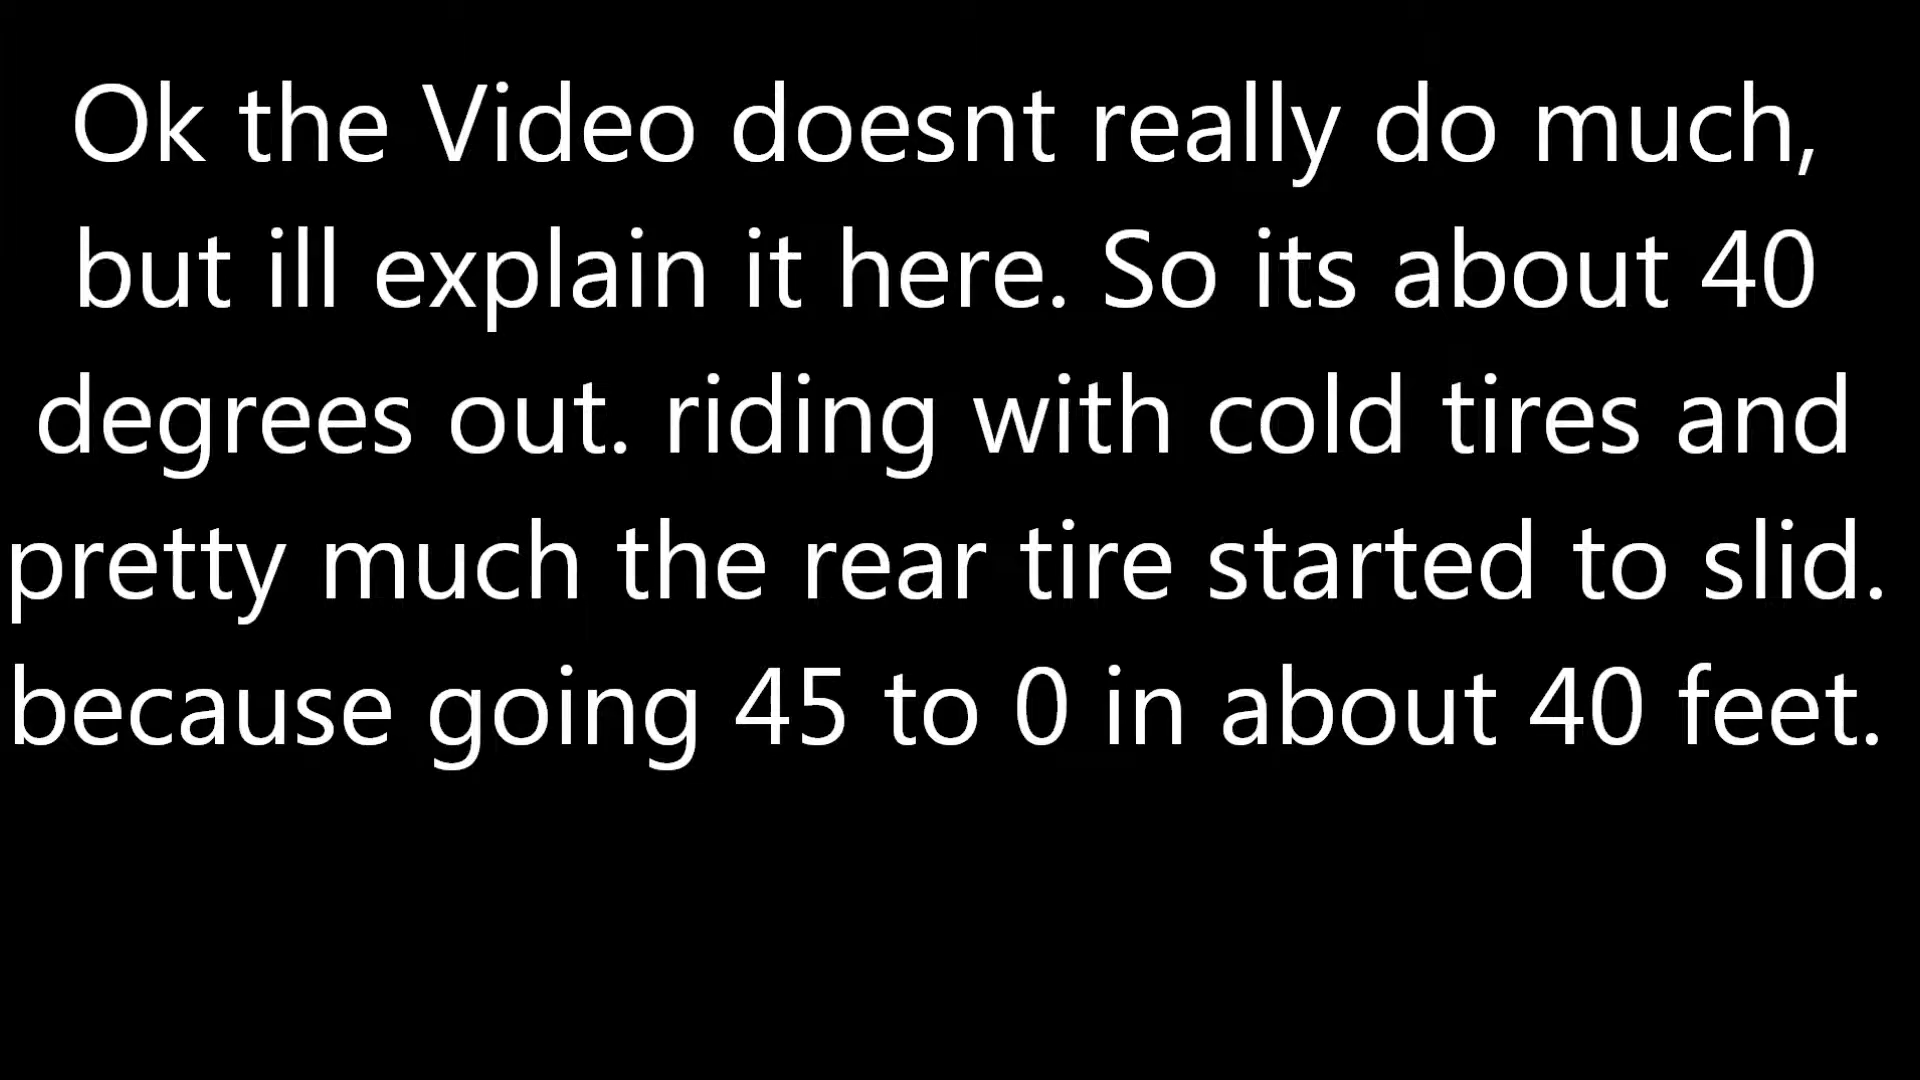 Ok the Video doesnt really do much,
but ill explain it here. So its about 40
degrees out. riding with cold tires and
pretty much the rear tire started to slid.
because going 45 to 0 in about 40 feet.